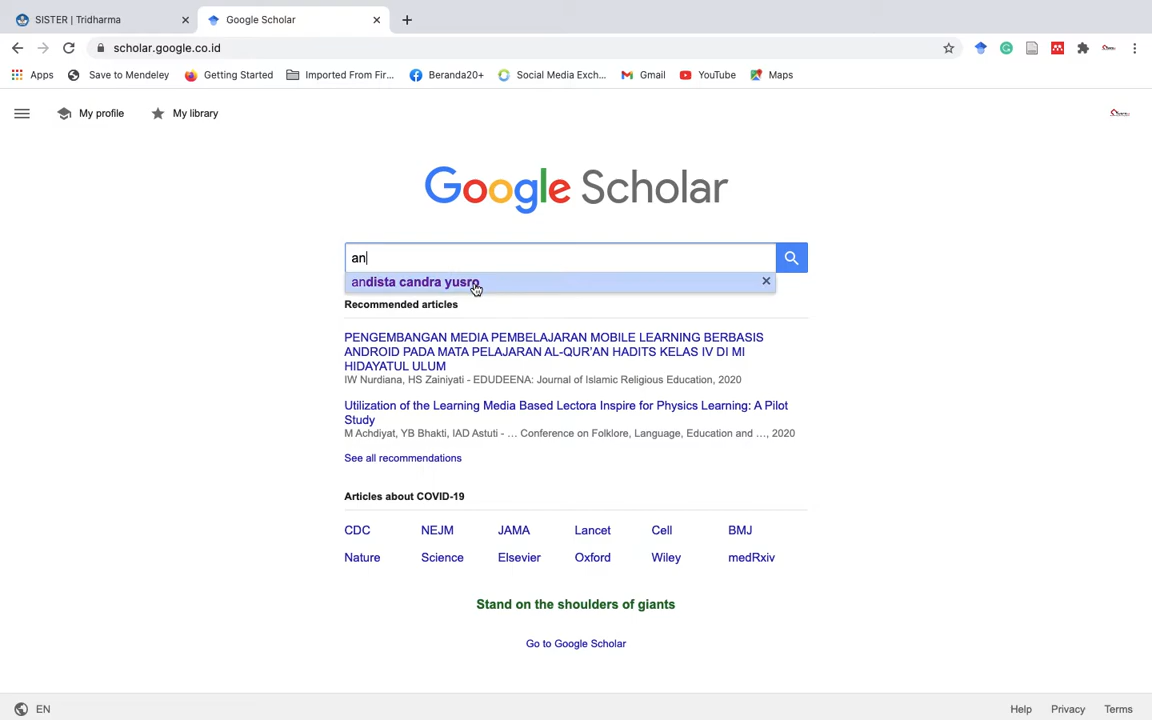 SISTER | Tridharma
Google Scholar
scholar.google.co.id
Apps Save to Mendeley Getting Started Imported From Fir... Beranda20+ Social Media Exch... Gmail YouTube Maps
My profile My library
Google Scholar
an
andista candra yusro
Recommended articles
PENGEMBANGAN MEDIA PEMBELAJARAN MOBILE LEARNING BERBASIS
ANDROID PADA MATA PELAJARAN AL-QUR'AN HADITS KELAS IV DI MI
HIDAYATUL ULUM
IW Nurdiana, HS Zainiyati - EDUDEENA: Journal of Islamic Religious Education, 2020
Utilization of the Learning Media Based Lectora Inspire for Physics Learning: A Pilot
Study
M Achdiyat, YB Bhakti, IAD Astuti - … Conference on Folklore, Language, Education and …, 2020
See all recommendations
Articles about COVID-19
CDC NEJM JAMA Lancet Cell BMJ
Nature Science Elsevier Oxford Wiley medRxiv
Stand on the shoulders of giants
Go to Google Scholar
EN
Help Privacy Terms